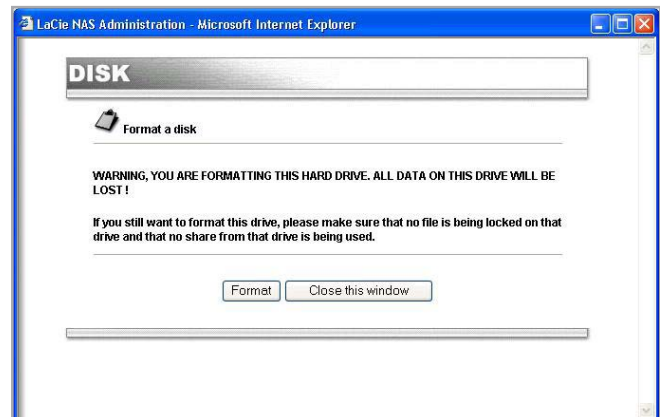 LaCie NAS Administration - Microsoft Internet Explorer
DISK
Format a disk
WARNING, YOU ARE FORMATTING THIS HARD DRIVE. ALL DATA ON THIS DRIVE WILL BE
LOST !
If you still want to format this drive, please make sure that no file is being locked on that
drive and that no share from that drive is being used.
Format Close this window